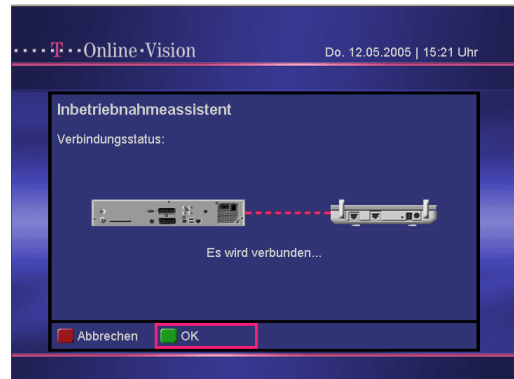 ····T··Online·Vision
Do. 12.05.2005 | 15:21 Uhr
Inbetriebnahmeassistent
Verbindungsstatus:
Es wird verbunden...
Abbrechen OK